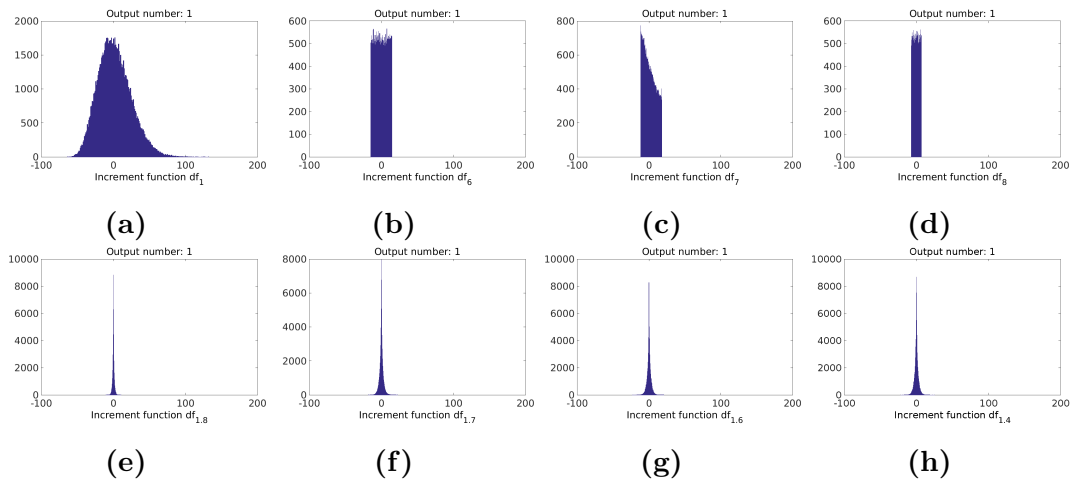 Output number: 1
2000
1500
1000
500
0
-100 0 100 200
Increment function df1
(a)
Output number: 1
600
500
400
300
200
100
0
-100 0 100 200
Increment function df6
(b)
Output number: 1
800
600
400
200
0
-100 0 100 200
Increment function df7
(c)
Output number: 1
600
500
400
300
200
100
0
-100 0 100 200
Increment function df8
(d)
Output number: 1
10000
8000
6000
4000
2000
0
-100 0 100 200
Increment function df1.8
(e)
Output number: 1
8000
6000
4000
2000
0
-100 0 100 200
Increment function df1.7
(f)
Output number: 1
10000
8000
6000
4000
2000
0
-100 0 100 200
Increment function df1.6
(g)
Output number: 1
10000
8000
6000
4000
2000
0
-100 0 100 200
Increment function df1.4
(h)